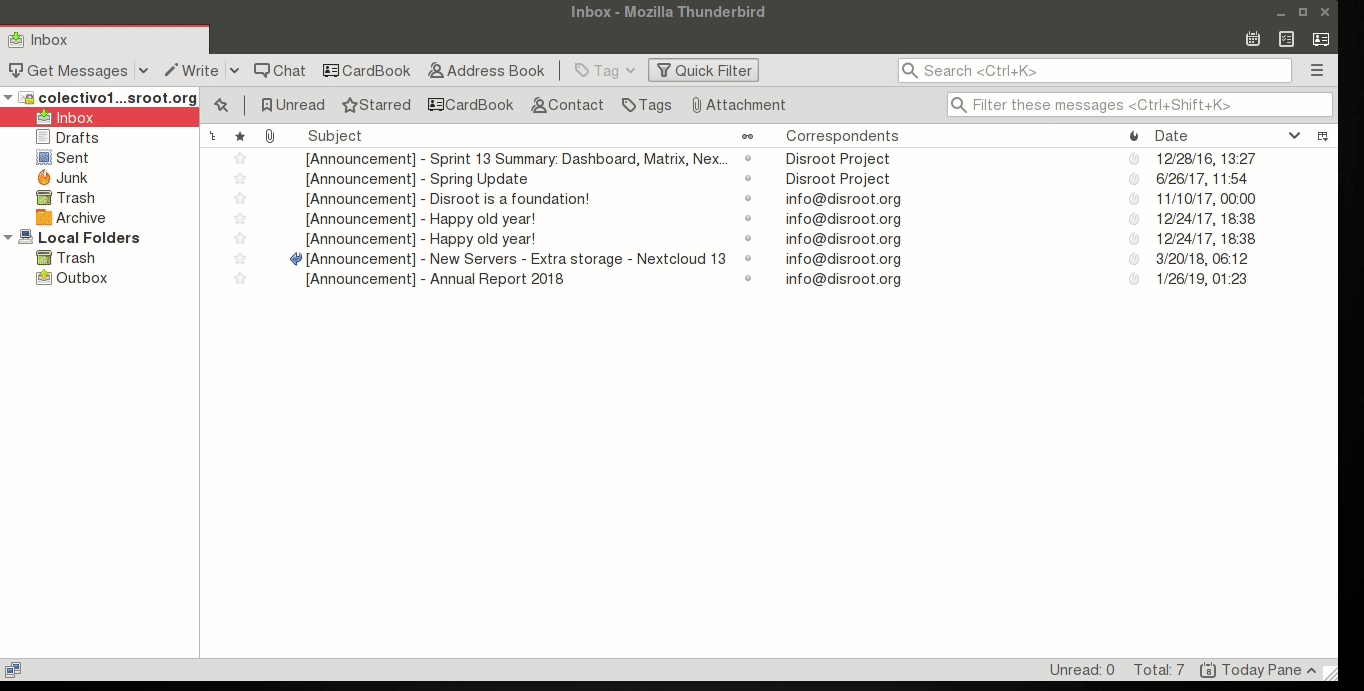 Inbox - Mozilla Thunderbird
Inbox
Get Messages Write Chat CardBook Address Book Tag Quick Filter Search <Ctrl+K>
colectivo1...sroot.org
Inbox
Drafts
Sent
Junk
Trash
Archive
Local Folders
Trash
Outbox
Unread Starred CardBook Contact Tags Attachment Filter these messages <Ctrl+Shift+K>
Subject Correspondents Date
[Announcement] - Sprint 13 Summary: Dashboard, Matrix, Nex... Disroot Project 12/28/16, 13:27
[Announcement] - Spring Update Disroot Project 6/26/17, 11:54
[Announcement] - Disroot is a foundation! info@disroot.org 11/10/17, 00:00
[Announcement] - Happy old year! info@disroot.org 12/24/17, 18:38
[Announcement] - Happy old year! info@disroot.org 12/24/17, 18:38
[Announcement] - New Servers - Extra storage - Nextcloud 13 info@disroot.org 3/20/18, 06:12
[Announcement] - Annual Report 2018 info@disroot.org 1/26/19, 01:23
Unread: 0 Total: 7 8 Today Pane